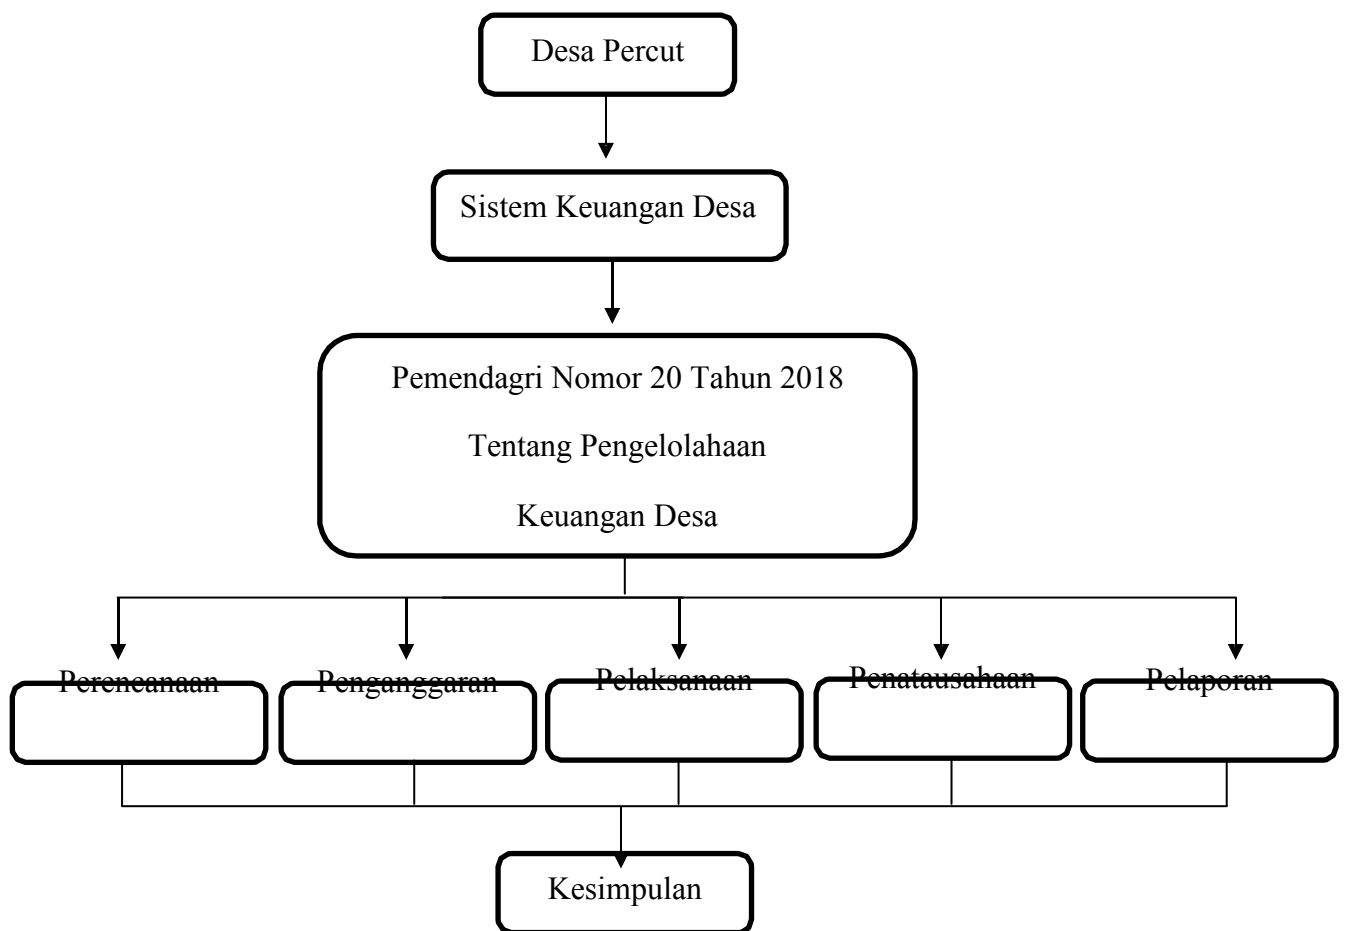 Desa Percut
Sistem Keuangan Desa
Pemendagri Nomor 20 Tahun 2018
Tentang Pengelolahaan
Keuangan Desa
Perencanaan
Penganggaran
Pelaksanaan
Penatausahaan
Pelaporan
Kesimpulan